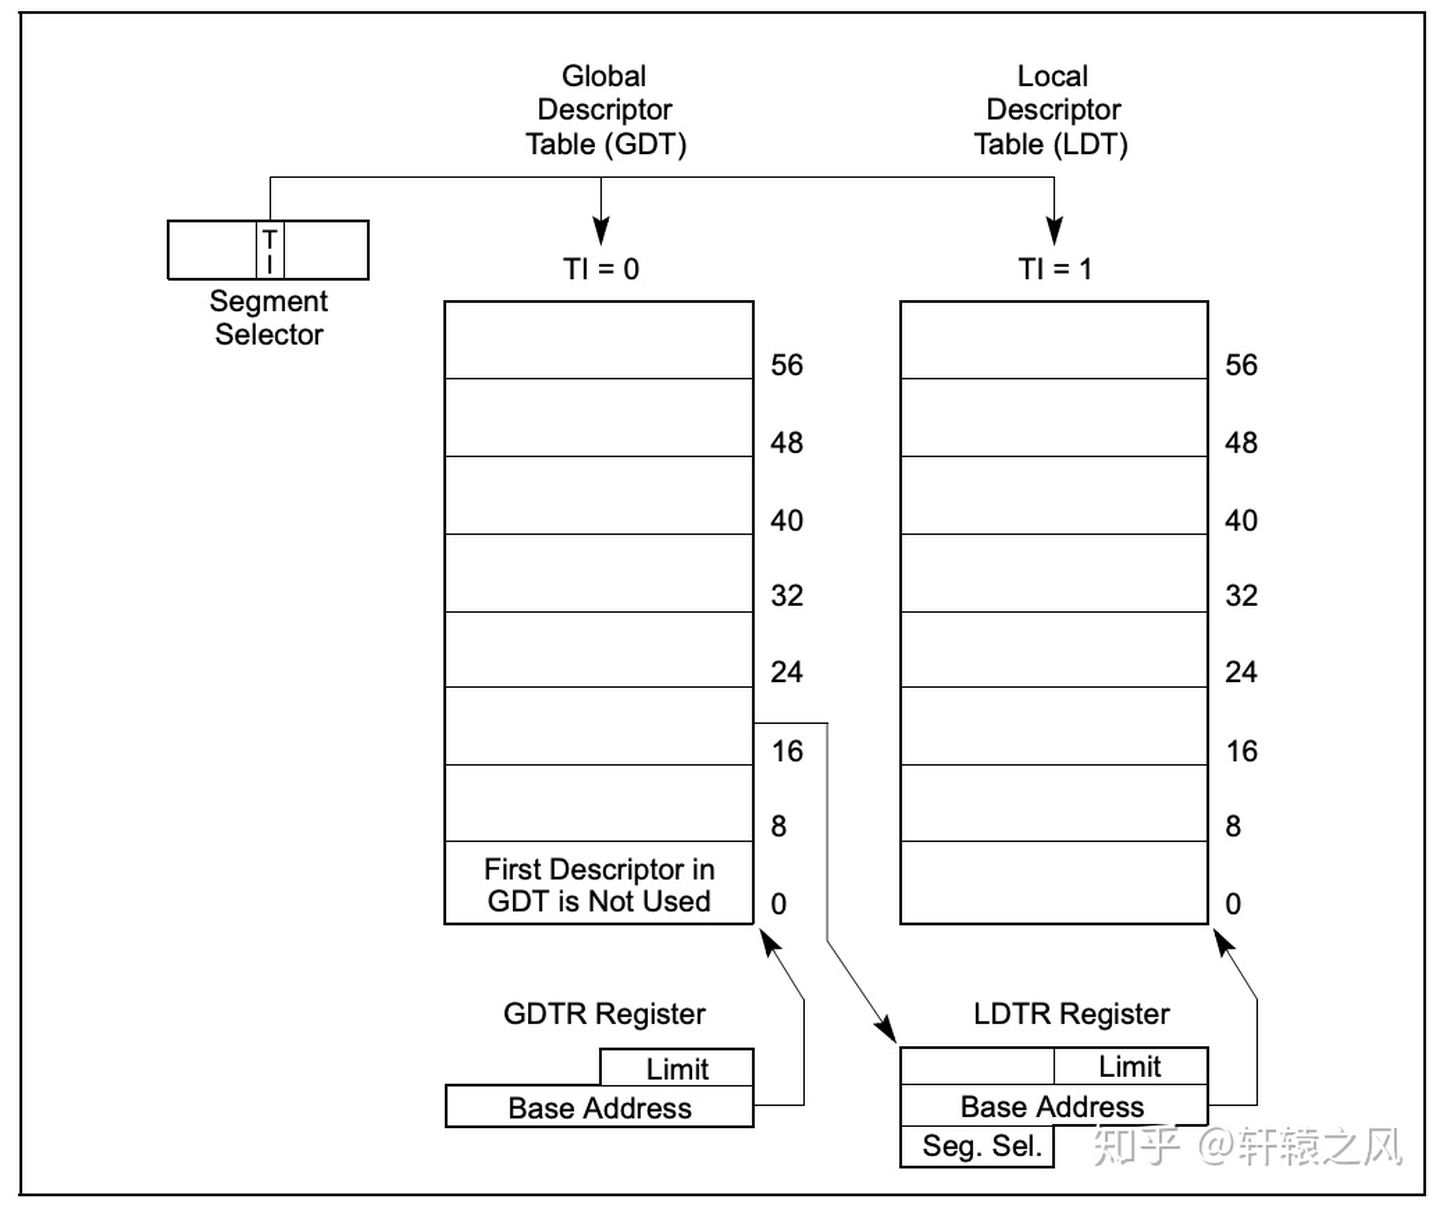 Global
Descriptor
Table (GDT)
Local
Descriptor
Table (LDT)
T
I
Segment
Selector
TI = 0
TI = 1
56
48
40
32
24
16
8
First Descriptor in
GDT is Not Used
0
56
48
40
32
24
16
8
0
GDTR Register
Limit
Base Address
LDTR Register
Limit
Base Address
Seg. Sel.
知乎 @轩辕之风